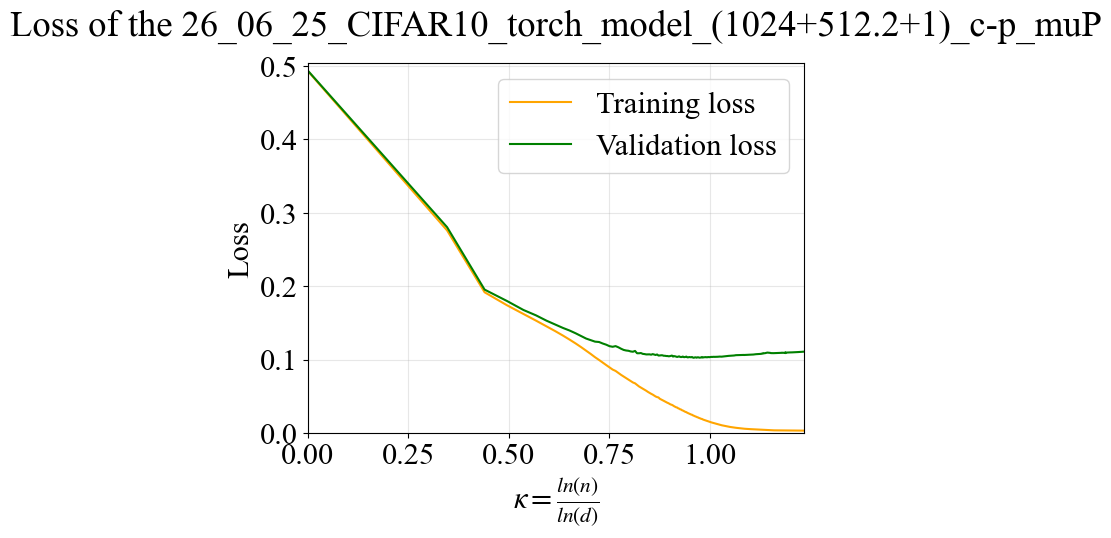 Loss of the 26_06_25_CIFAR10_torch_model_(1024+512.2+1)_c-p_muP
0.5
0.4
0.3
0.2
0.1
0.0
Loss
Training loss
Validation loss
0.00 0.25 0.50 0.75 1.00
κ = ln(n)/ln(d)